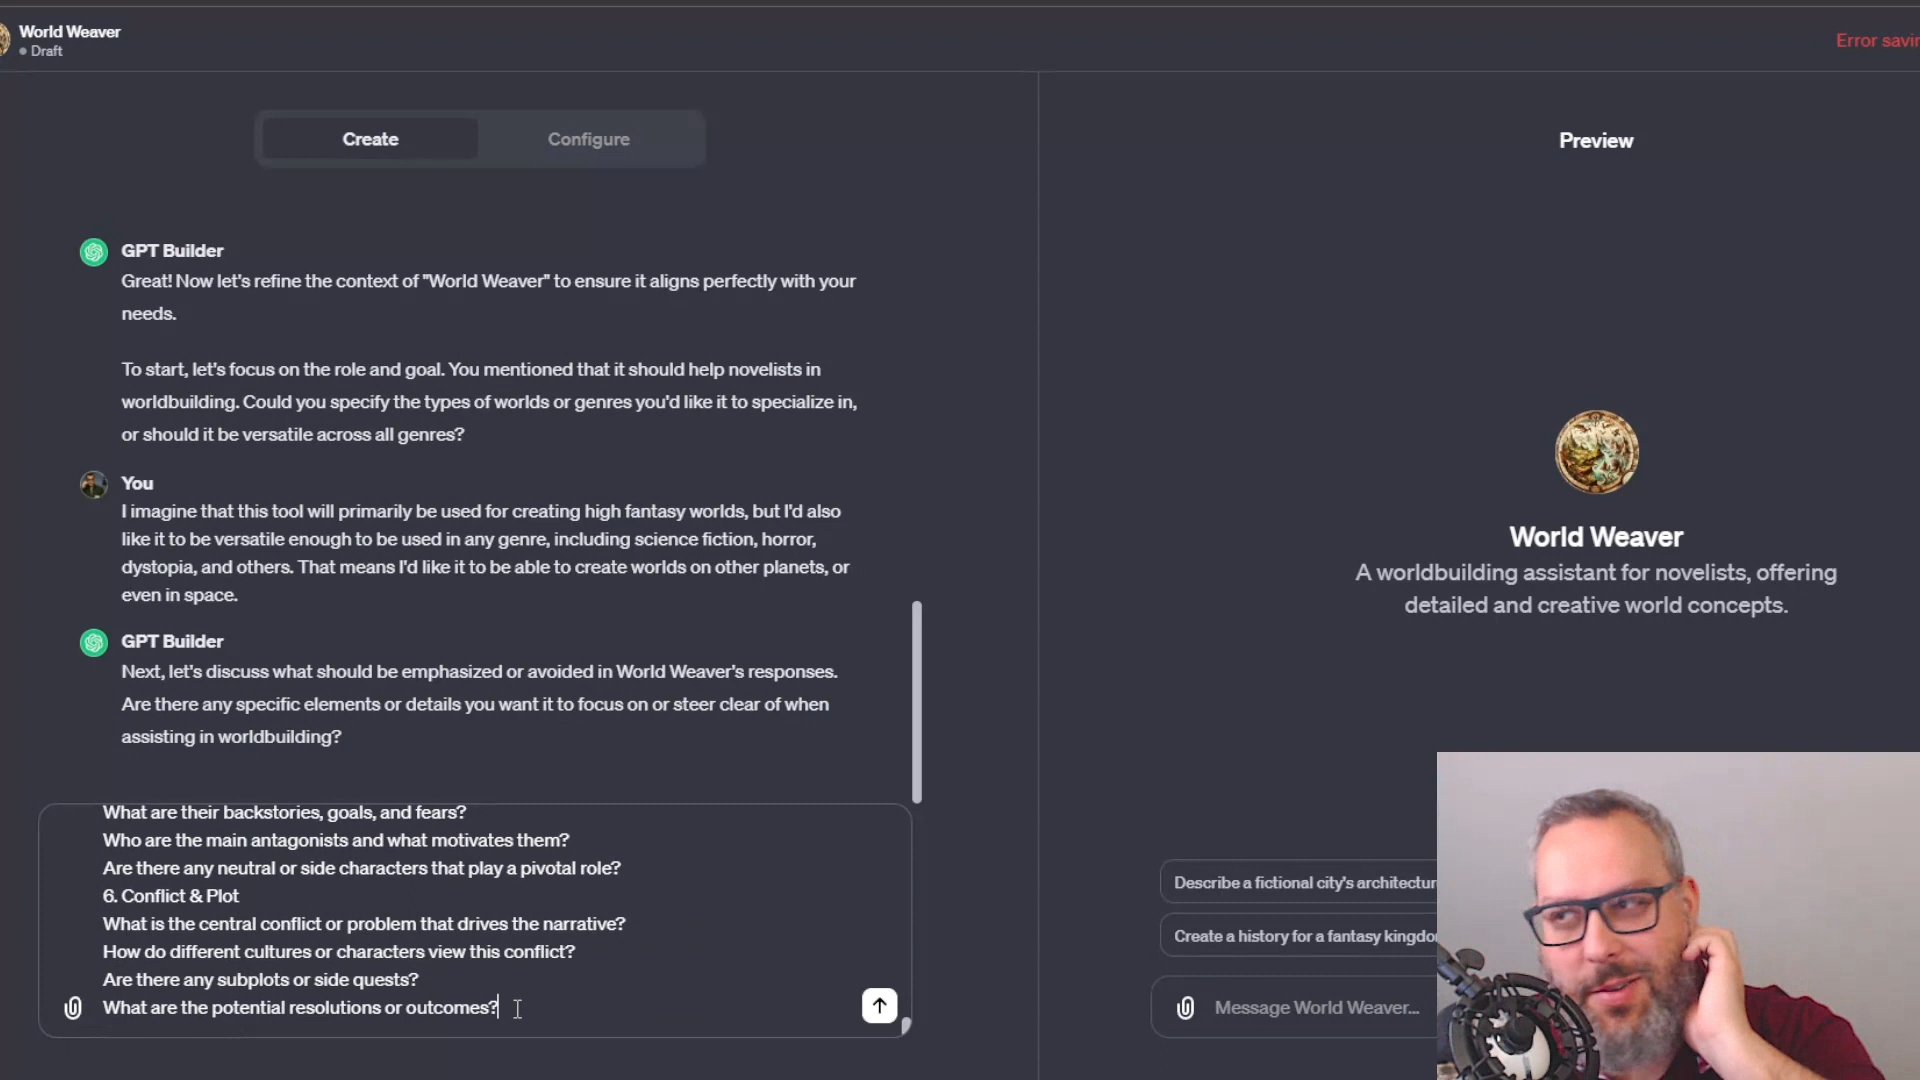 World Weaver
Draft
Error
Create
Configure
Preview
GPT Builder
Great! Now let's refine the context of "World Weaver" to ensure it aligns perfectly with your
needs.
To start, let's focus on the role and goal. You mentioned that it should help novelists in
worldbuilding. Could you specify the types of worlds or genres you'd like it to specialize in,
or should it be versatile across all genres?
You
I imagine that this tool will primarily be used for creating high fantasy worlds, but I'd also
like it to be versatile enough to be used in any genre, including science fiction, horror,
dystopia, and others. That means I'd like it to be able to create worlds on other planets, or
even in space.
GPT Builder
Next, let's discuss what should be emphasized or avoided in World Weaver's responses.
Are there any specific elements or details you want it to focus on or steer clear of when
assisting in worldbuilding?
What are their backstories, goals, and fears?
Who are the main antagonists and what motivates them?
Are there any neutral or side characters that play a pivotal role?
6. Conflict & Plot
What is the central conflict or problem that drives the narrative?
How do different cultures or characters view this conflict?
Are there any subplots or side quests?
What are the potential resolutions or outcomes?
World Weaver
A worldbuilding assistant for novelists, offering
detailed and creative world concepts.
Describe a fictional city's
Create a history for a fantasy
Message World Weaver...